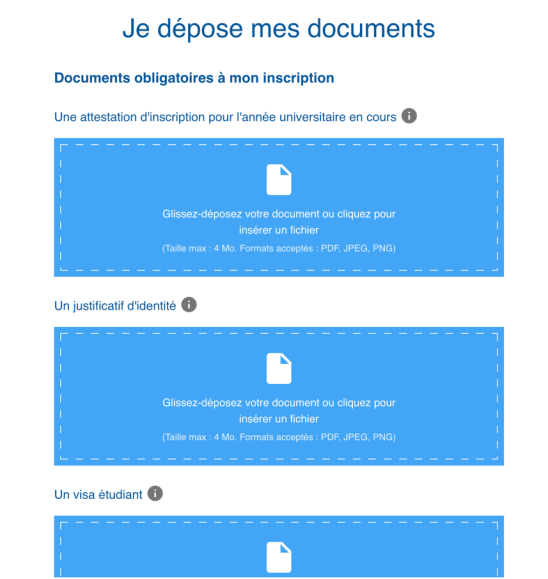 Je dépose mes documents
Documents obligatoires à mon inscription
Une attestation d'inscription pour l'année universitaire en cours
Glissez-déposez votre document ou cliquez pour
insérer un fichier
(Taille max : 4 Mo. Formats acceptés : PDF, JPEG, PNG)
Un justificatif d'identité
Glissez-déposez votre document ou cliquez pour
insérer un fichier
(Taille max : 4 Mo. Formats acceptés : PDF, JPEG, PNG)
Un visa étudiant